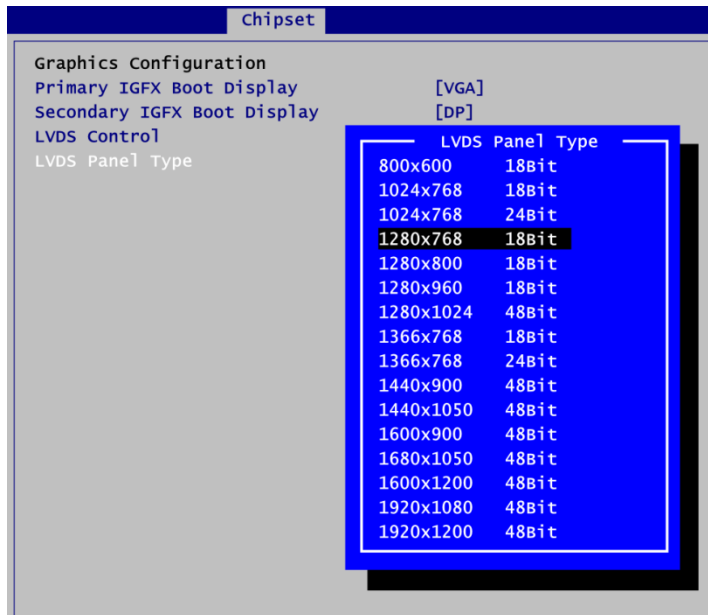 Chipset
Graphics Configuration
Primary IGFX Boot Display [VGA]
Secondary IGFX Boot Display [DP]
LVDS Control
LVDS Panel Type
LVDS Panel Type
800x600 18Bit
1024x768 18Bit
1024x768 24Bit
1280x768 18Bit
1280x800 18Bit
1280x960 18Bit
1280x1024 48Bit
1366x768 18Bit
1366x768 24Bit
1440x900 48Bit
1440x1050 48Bit
1600x900 48Bit
1680x1050 48Bit
1600x1200 48Bit
1920x1080 48Bit
1920x1200 48Bit